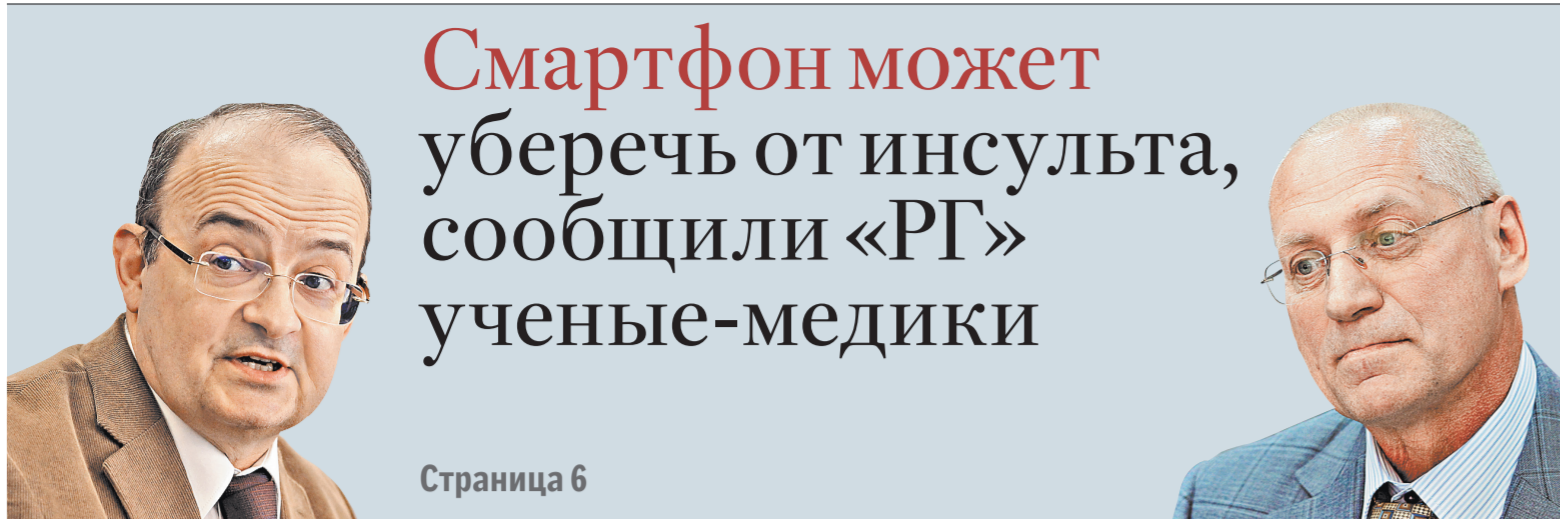 Смартфон может
уберечь от инсульта,
сообщили «РГ»
ученые-медики
Страница 6